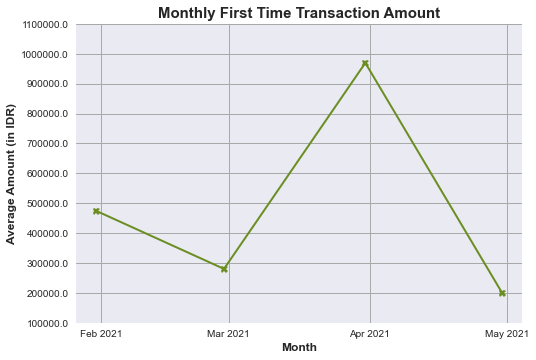 Monthly First Time Transaction Amount
1100000.0
1000000.0
900000.0
800000.0
700000.0
600000.0
500000.0
400000.0
300000.0
200000.0
100000.0
Average Amount (in IDR)
Feb 2021 Mar 2021 Apr 2021 May 2021
Month